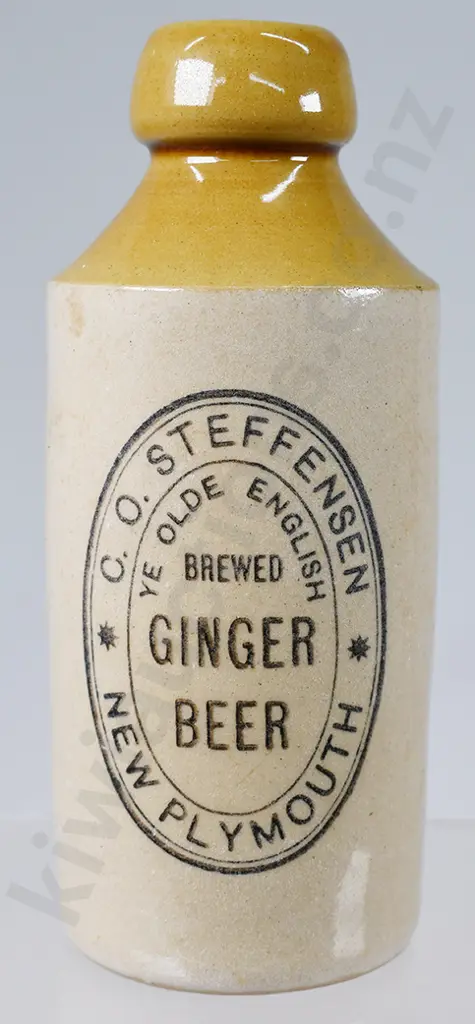 C. O. STEFFENSEN
YE OLDE ENGLISH
BREWED
GINGER
BEER
NEW PLYMOUTH